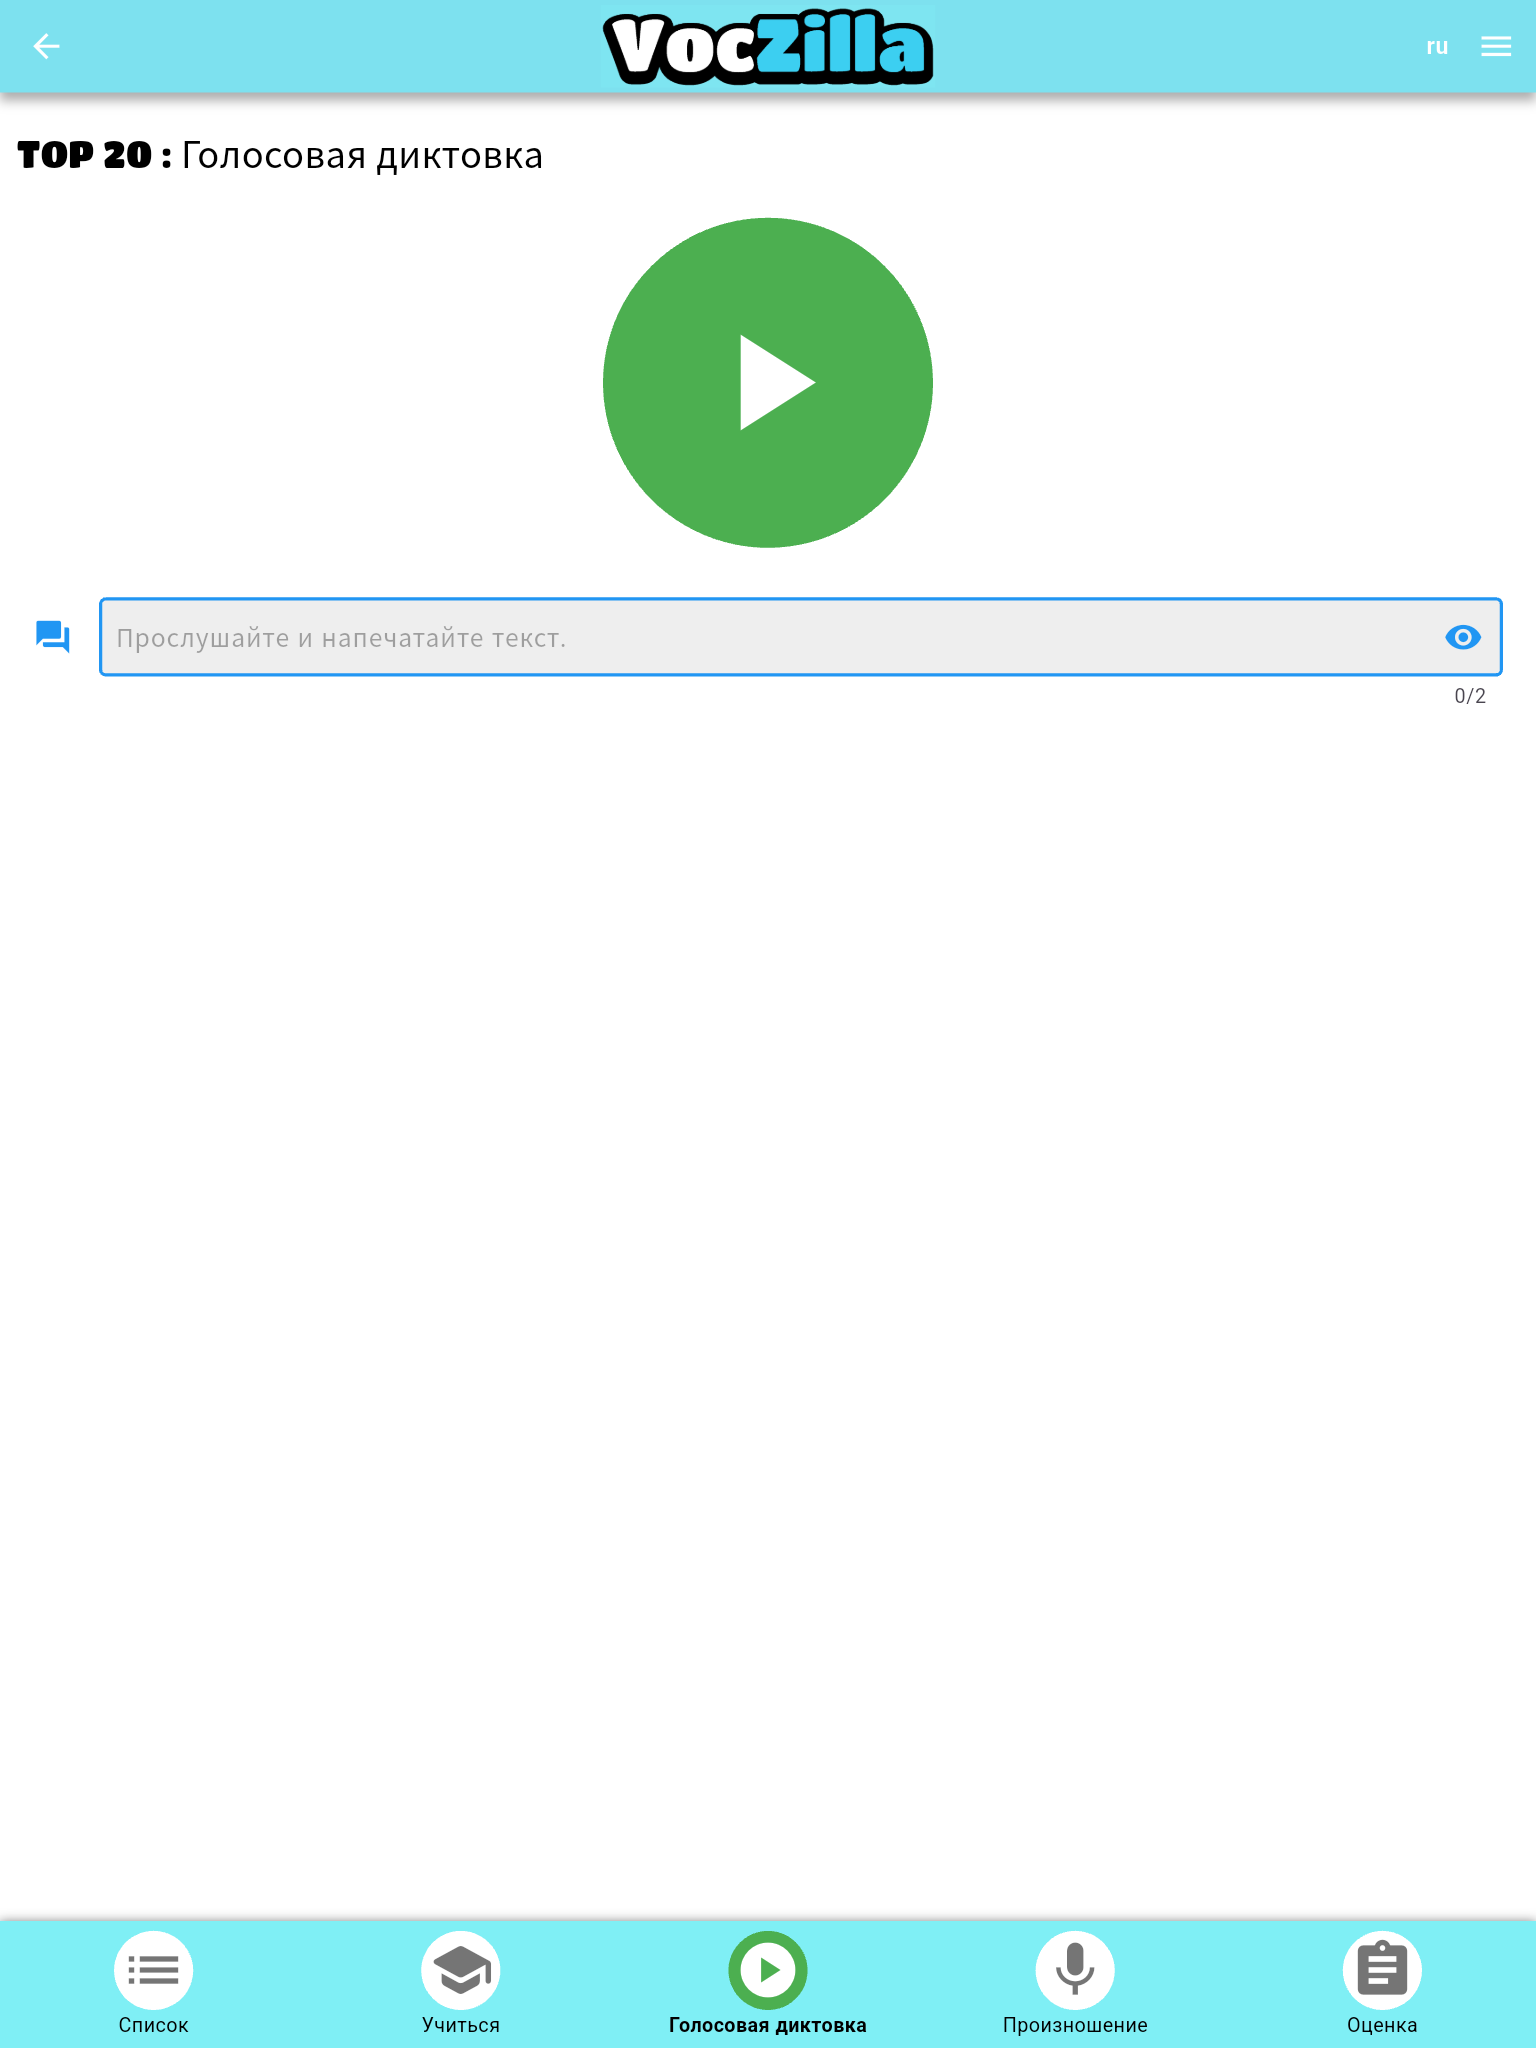 VocZilla
ru
TOP 20 : Голосовая диктовка
Прослушайте и напечатайте текст.
0/2
Список
Учиться
Голосовая диктовка
Произношение
Оценка